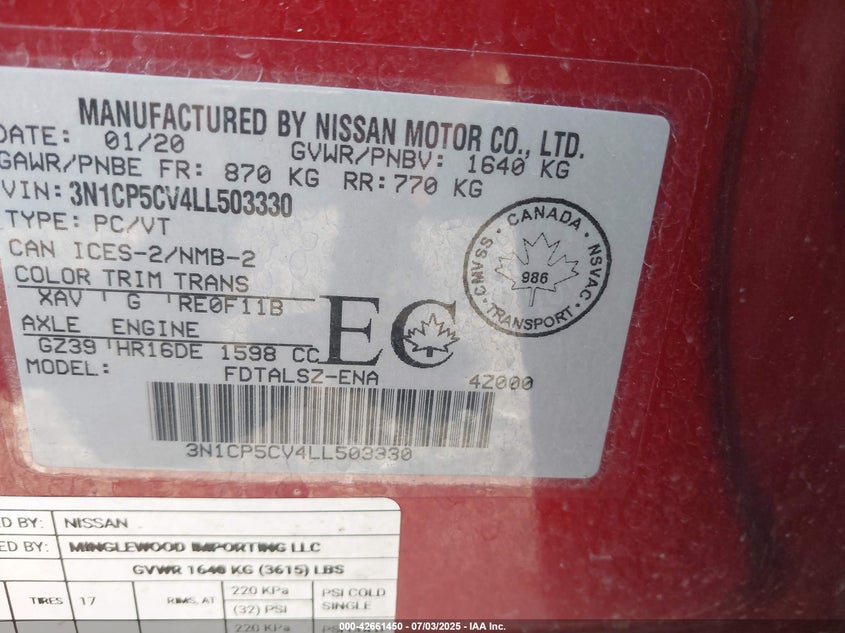 MANUFACTURED BY NISSAN MOTOR CO., LTD.
DATE: 01/20 GVWR/PNBV: 1640 KG
GAWR/PNBE FR: 870 KG RR: 770 KG
VIN: 3N1CP5CV4LL503330
TYPE: PC/VT
CAN ICES-2/NMB-2
COLOR TRIM TRANS
XAV G RE0F11B
AXLE ENGINE
GZ39 HR16DE 1598 CC
MODEL: FDTALSZ-ENA 4Z000
3N1CP5CV4LL503330
EC
CANADA
CMVSS NSVAC
986
TRANSPORT
BY: NISSAN
BY: MINGLEWOOD IMPORTING LLC
GVWR 1640 KG (3615) LBS
TIRES 17 RIMS, AT 220 KPa PSI COLD
(32) PSI SINGLE
220 KPa
000-42661450 - 07/03/2025 - IAA Inc.